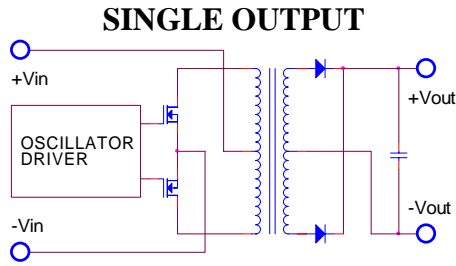 SINGLE OUTPUT
+Vin
+Vout
OSCILLATOR
DRIVER
-Vin
-Vout